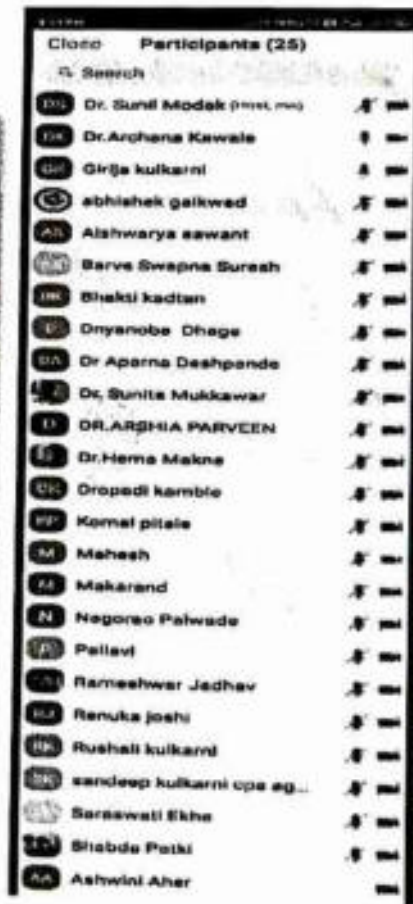 Close Participants (25)
Search
DS Dr. Sunil Modak (Host, me)
DK Dr.Archana Kawale
GK Girija kulkarni
abhishek gaikwad
AS Aishwarya sawant
Barve Swapna Suresh
BK Bhakti kadtan
D Dnyanoba Dhage
DA Dr Aparna Deshpande
Dr. Sunita Mukkawar
D DR.ARSHIA PARVEEN
Dr.Hema Makne
DK Dropadi kamble
KP Komal pitale
M Mahesh
M Makarand
N Nagorao Palwade
P Pallavi
Rameshwar Jadhav
RJ Renuka joshi
RK Rushali kulkarni
SK sandeep kulkarni cpa ag...
Saraswati Ekhe
Shabda Patki
AA Ashwini Aher